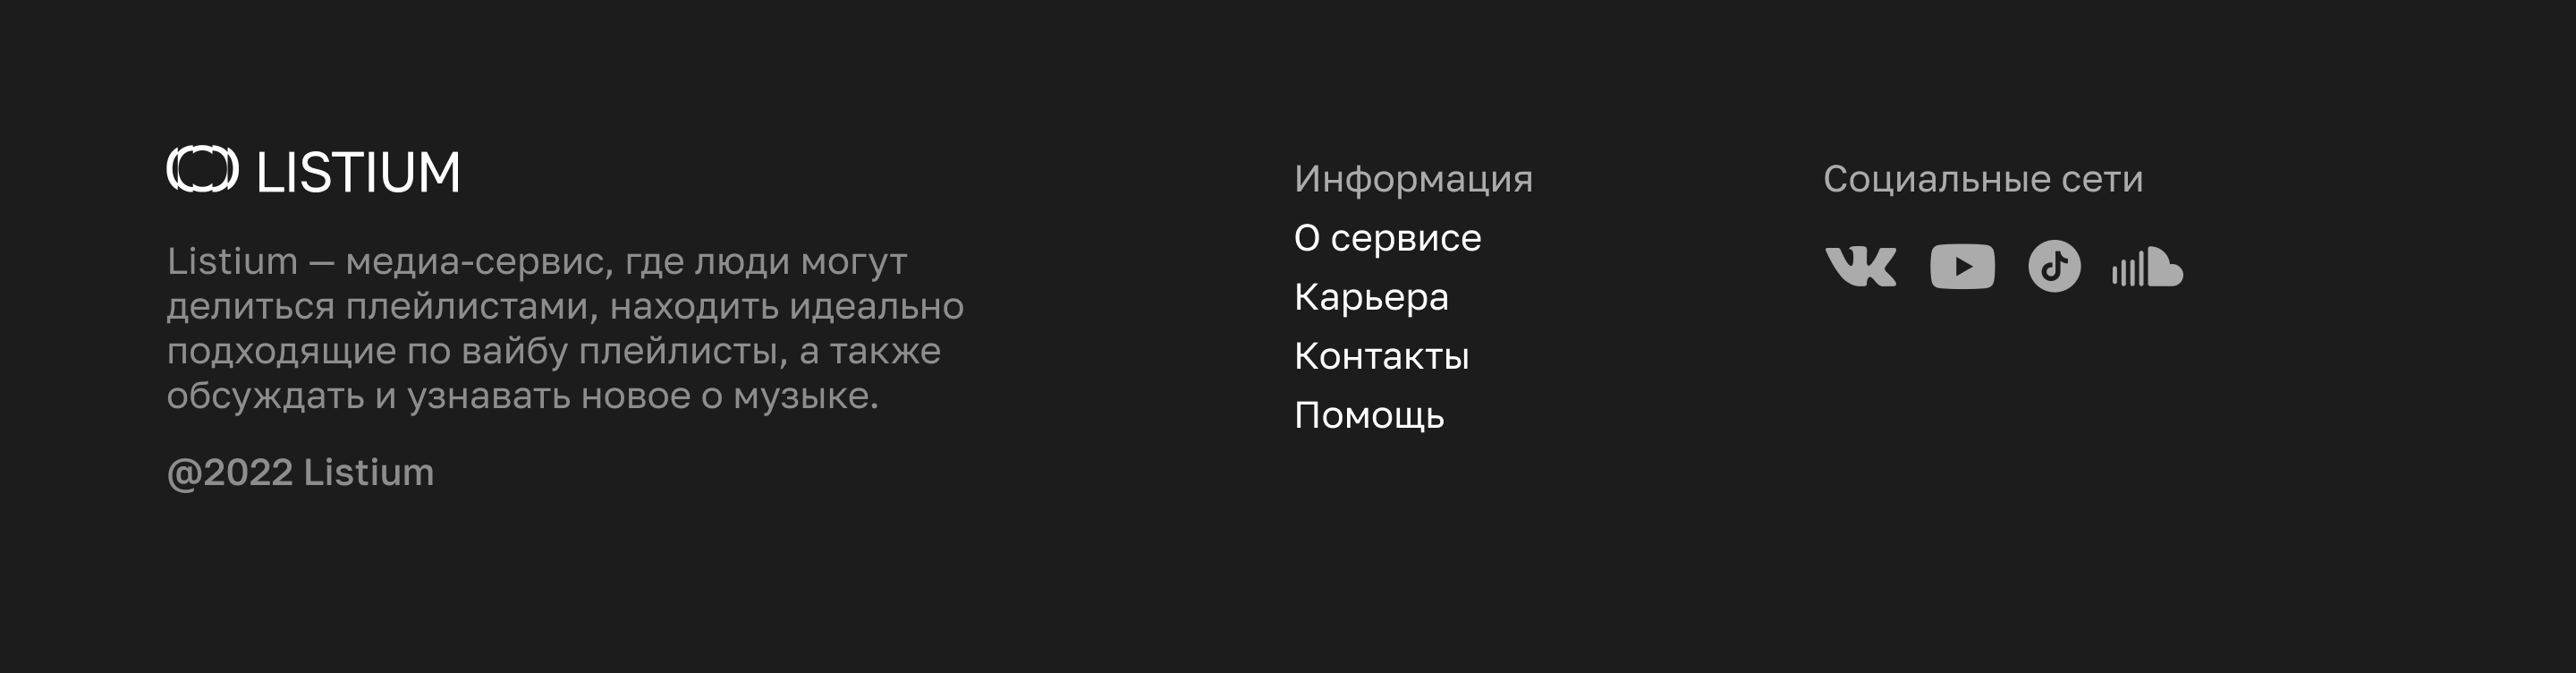 LISTIUM
Listium — медиа-сервис, где люди могут
делиться плейлистами, находить идеально
подходящие по вайбу плейлисты, а также
обсуждать и узнавать новое о музыке.
@2022 Listium
Информация
О сервисе
Карьера
Контакты
Помощь
Социальные сети